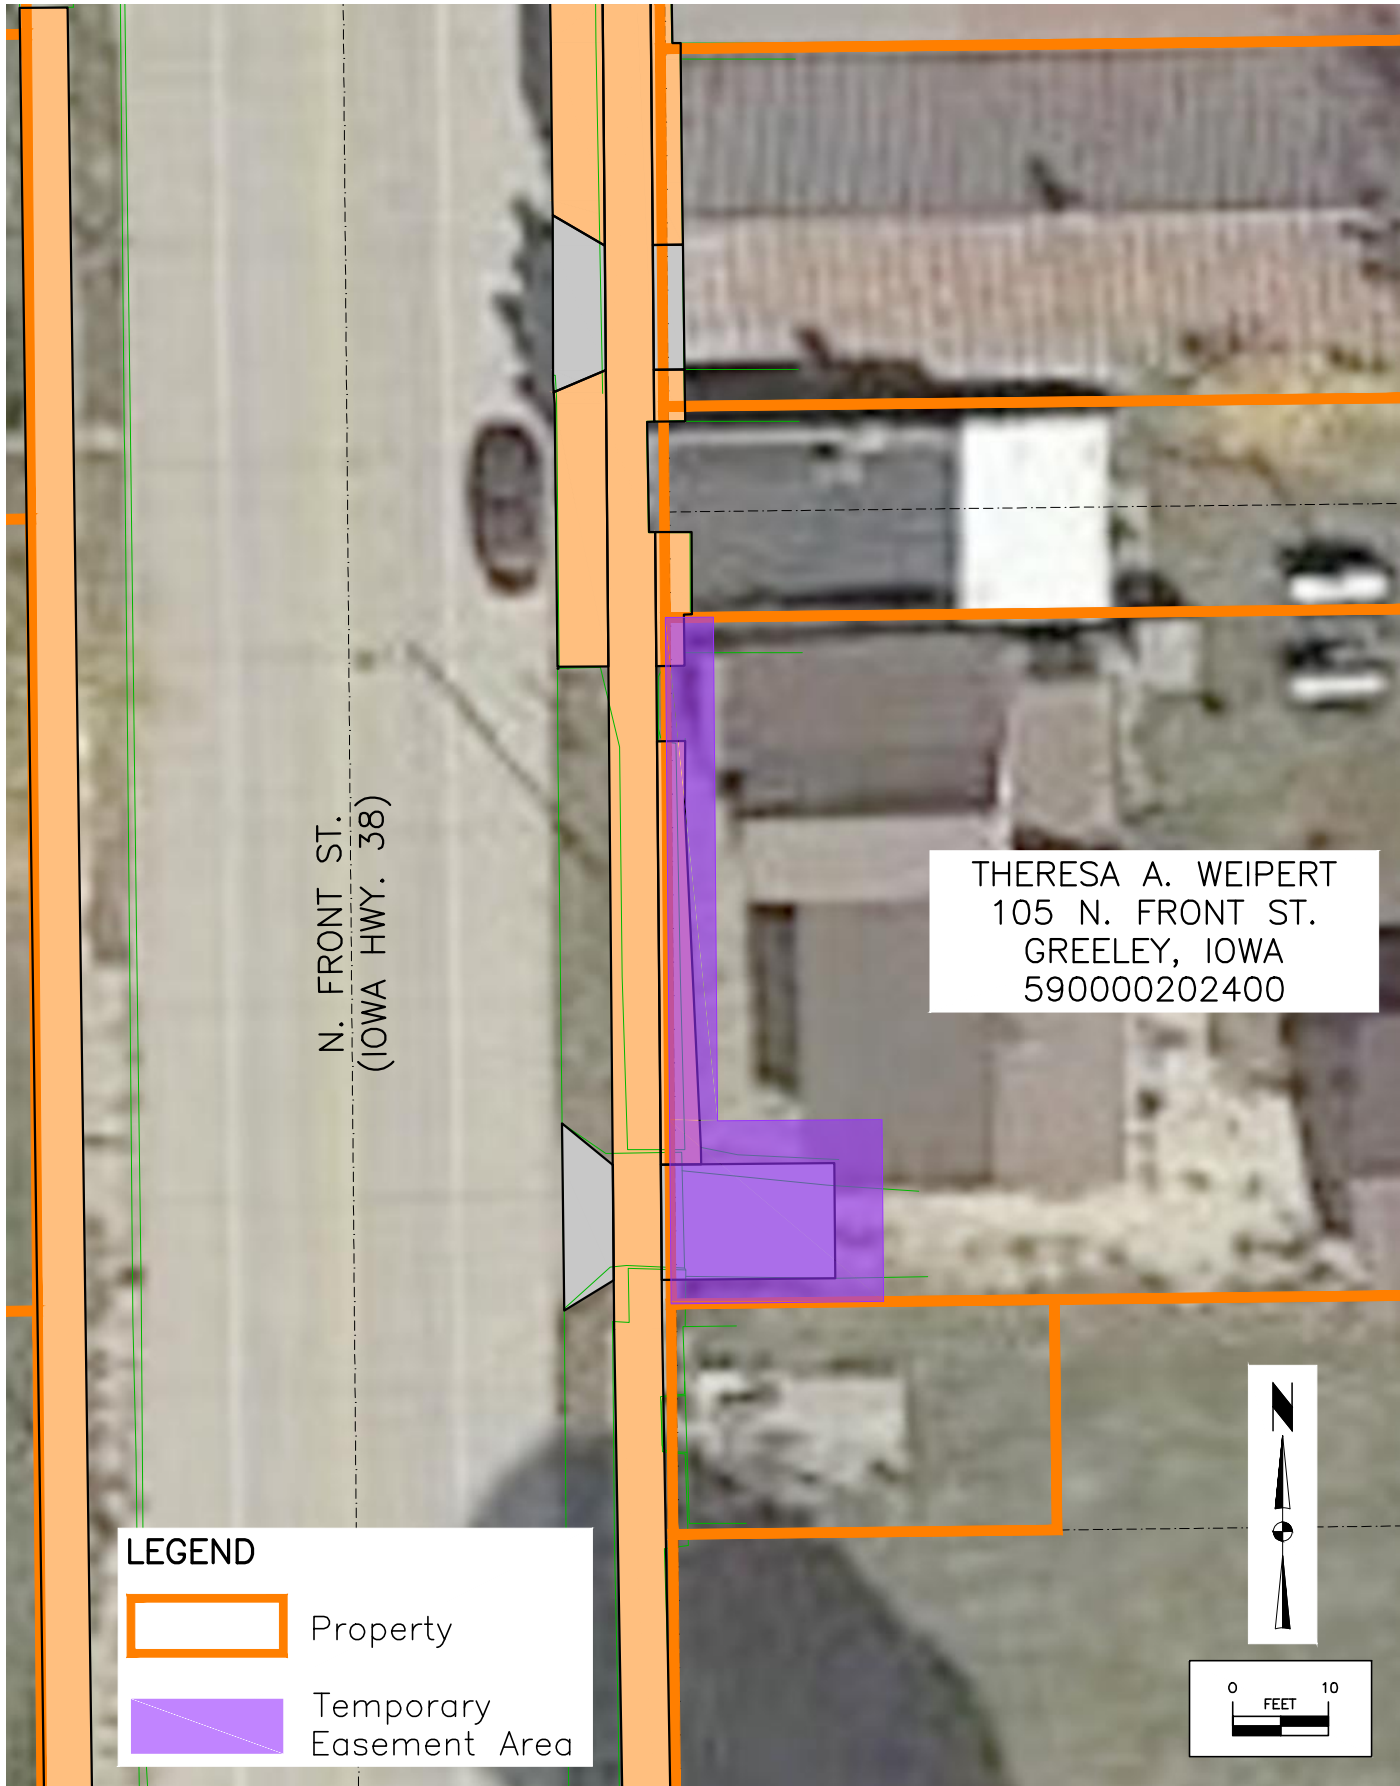 N. FRONT ST.
(IOWA HWY. 38)
THERESA A. WEIPERT
105 N. FRONT ST.
GREELEY, IOWA
590000202400
N
LEGEND
Property
Temporary
Easement Area
0 10
FEET